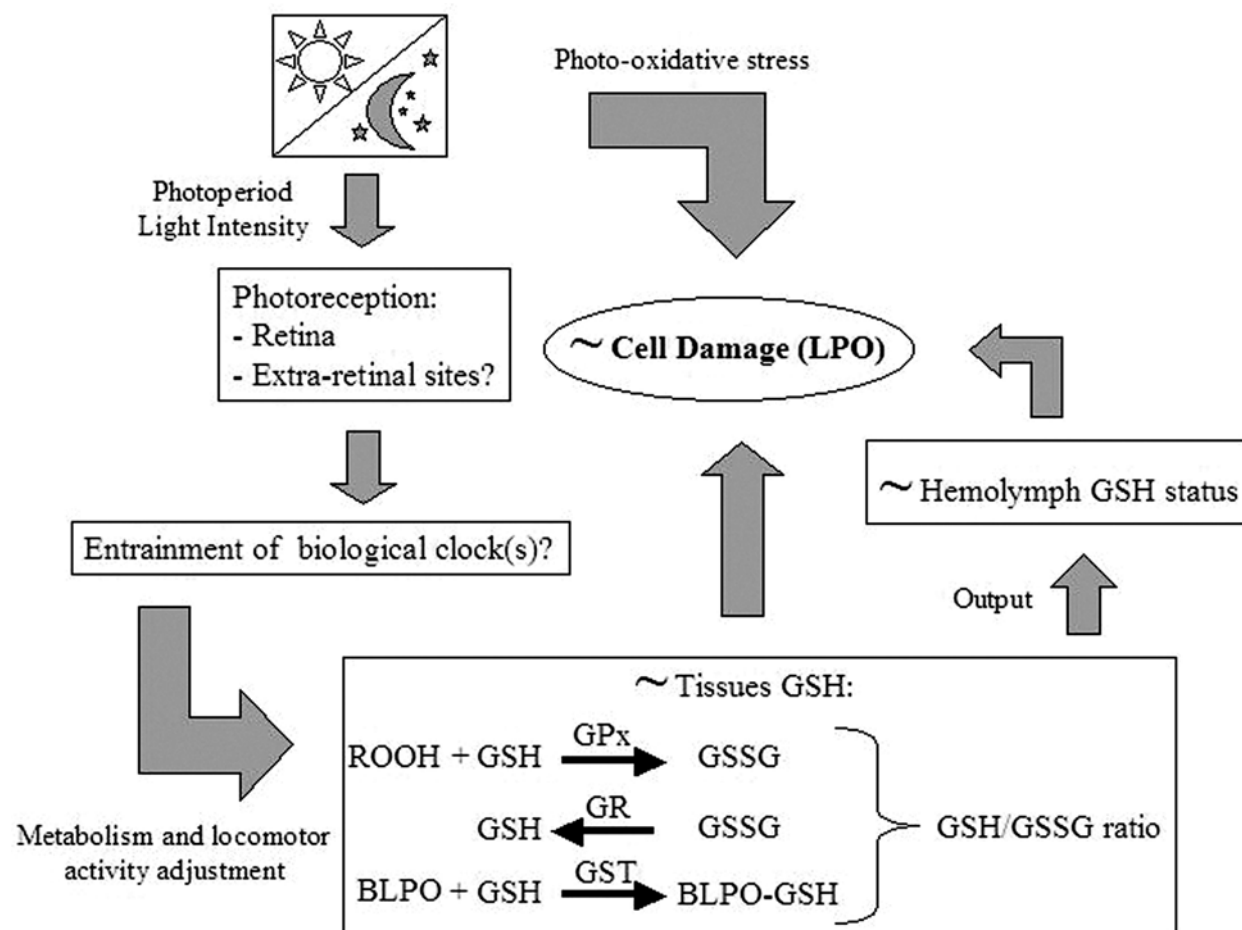 Photo-oxidative stress
Photoperiod
Light Intensity
Photoreception:
- Retina
- Extra-retinal sites?
~ Cell Damage (LPO)
~ Hemolymph GSH status
Entrainment of biological clock(s)?
Output
~ Tissues GSH:
ROOH + GSH GPx GSSG
GSH GR GSSG
GSH/GSSG ratio
BLPO + GSH GST BLPO-GSH
Metabolism and locomotor
activity adjustment